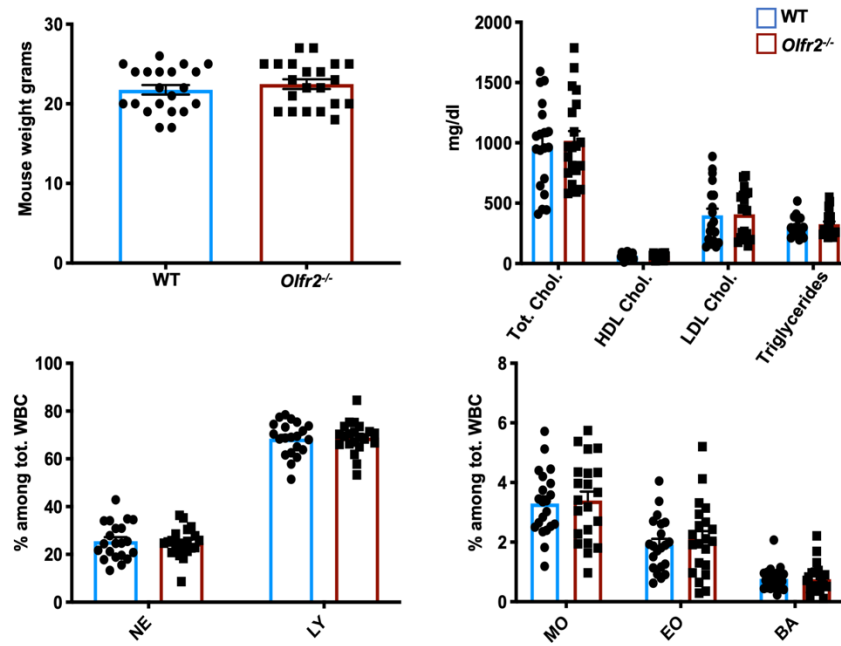 30
20
10
0
Mouse weight grams
WT
Olfr2-/-
WT
Olfr2-/-
2000
1500
1000
500
0
mg/dl
Tot. Chol.
HDL Chol.
LDL Chol.
Triglycerides
100
80
60
40
20
0
% among tot. WBC
NE
LY
8
6
4
2
0
% among tot. WBC
MO
EO
BA